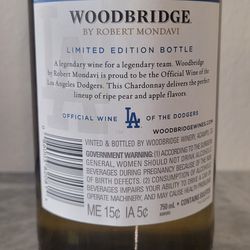 WOODBRIDGE
BY ROBERT MONDAVI
LIMITED EDITION BOTTLE
A legendary wine for a legendary team. Woodbridge
by Robert Mondavi is proud to be the Official Wine of the
Los Angeles Dodgers. This Chardonnay delivers the perfect
lineup of ripe pear and apple flavors.
OFFICIAL WINE LA OF THE DODGERS
WOODBRIDGEWINES.COM
VINTED & BOTTLED BY WOODBRIDGE WINERY, ACAMPO, CA
GOVERNMENT WARNING: (1) ACCORDING TO THE SURGEON
GENERAL, WOMEN SHOULD NOT DRINK ALCOHOLIC
BEVERAGES DURING PREGNANCY BECAUSE OF THE RISK
OF BIRTH DEFECTS. (2) CONSUMPTION OF ALCOHOLIC
BEVERAGES IMPAIRS YOUR ABILITY TO DRIVE A CAR OR
OPERATE MACHINERY, AND MAY CAUSE HEALTH
ME 15¢ IA 5¢
750 mL • CONTAINS